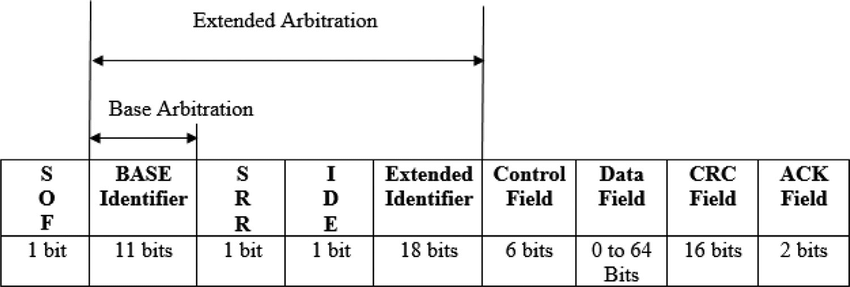 Extended Arbitration
Base Arbitration
S BASE S I Extended Control Data CRC ACK
O Identifier R D Identifier Field Field Field Field
F R E
1 bit 11 bits 1 bit 1 bit 18 bits 6 bits 0 to 64 16 bits 2 bits
Bits